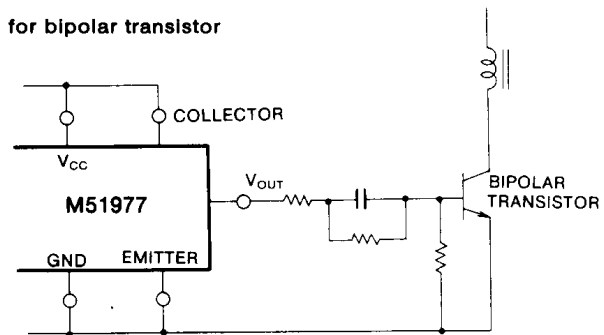 for bipolar transistor
COLLECTOR
VCC
VOUT
M51977
BIPOLAR
TRANSISTOR
GND
EMITTER